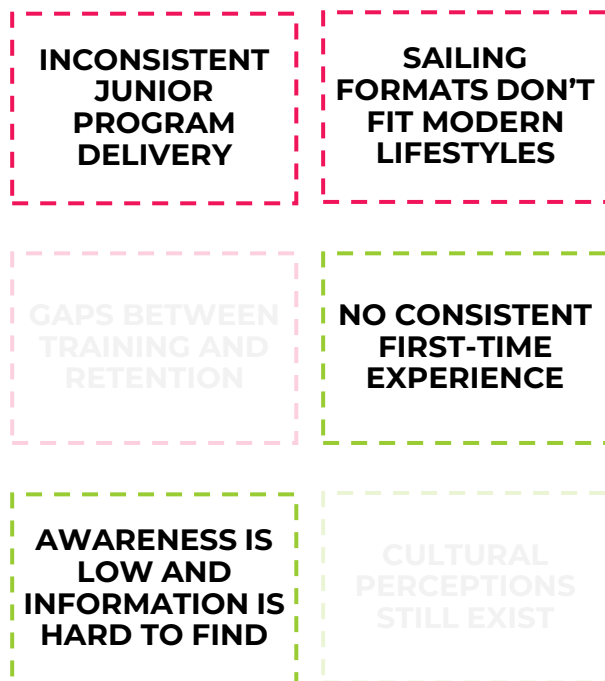 INCONSISTENT
JUNIOR
PROGRAM
DELIVERY
SAILING
FORMATS DON’T
FIT MODERN
LIFESTYLES
GAPS BETWEEN
TRAINING AND
RETENTION
NO CONSISTENT
FIRST-TIME
EXPERIENCE
AWARENESS IS
LOW AND
INFORMATION IS
HARD TO FIND
CULTURAL
PERCEPTIONS
STILL EXIST